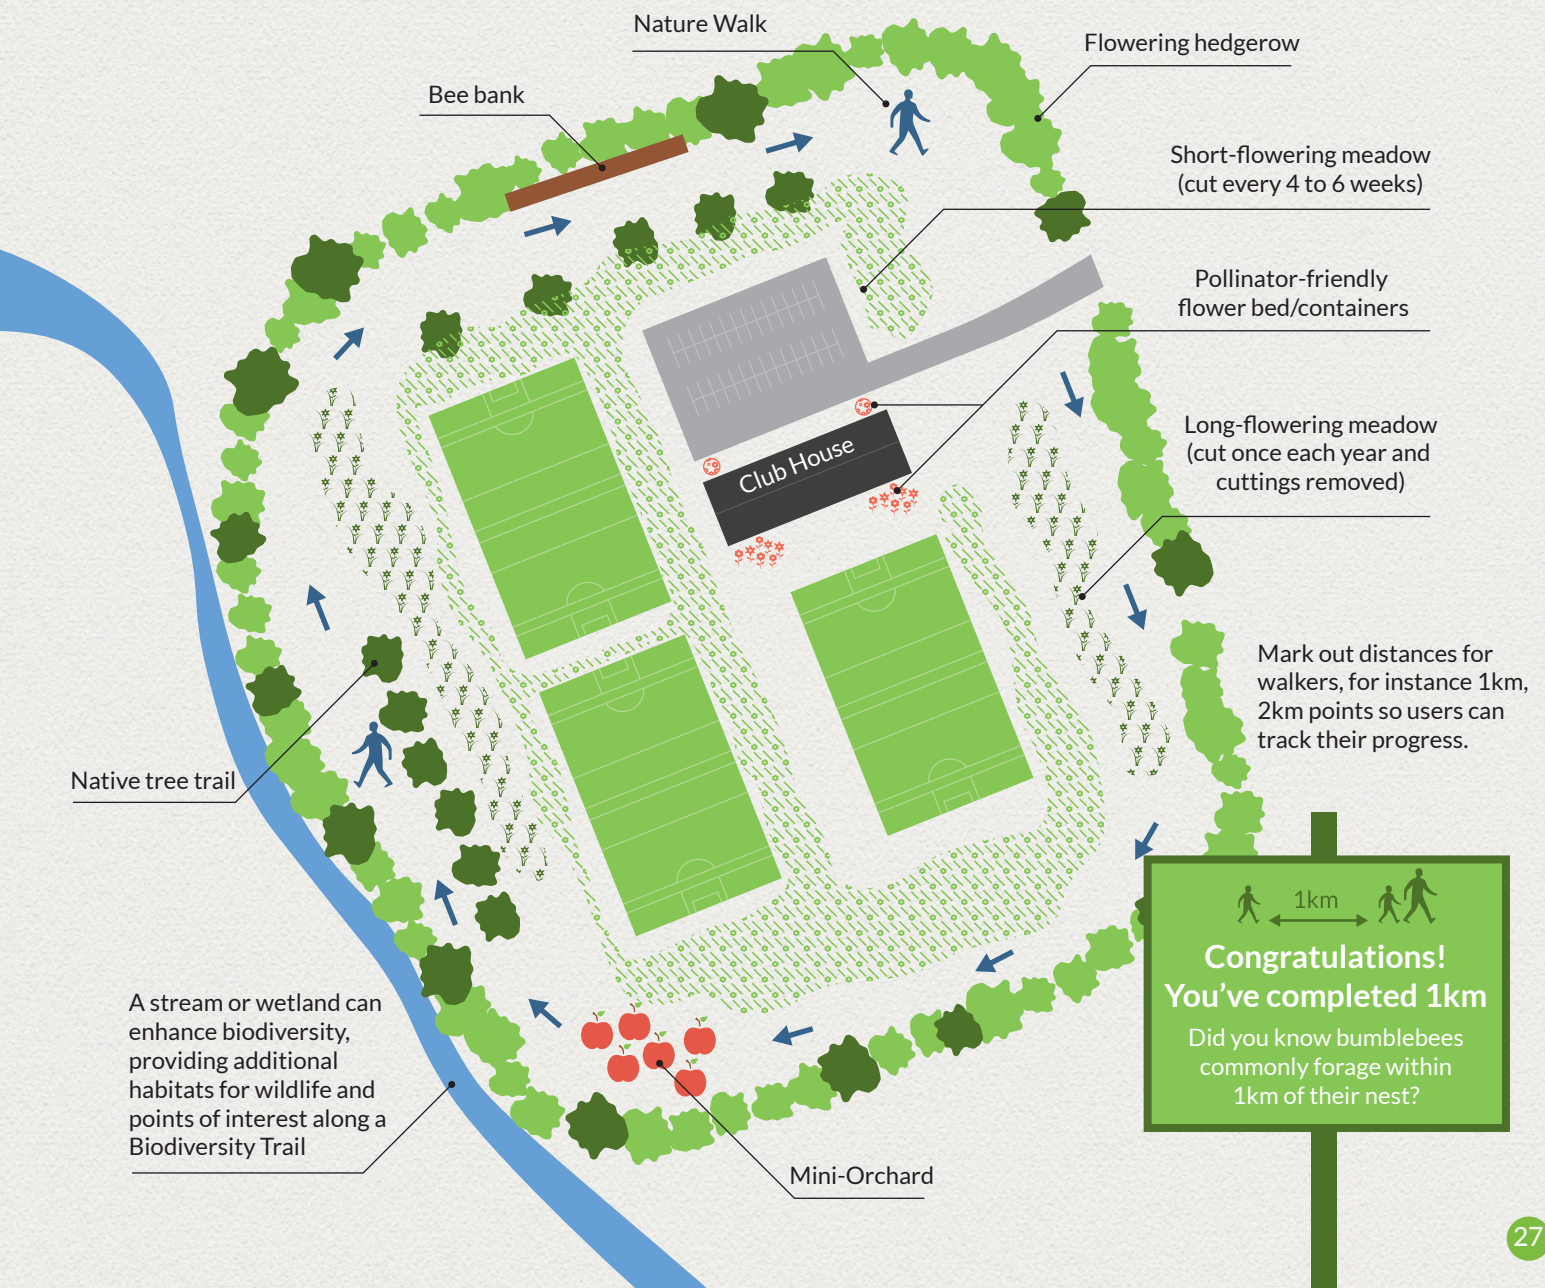 Nature Walk
Flowering hedgerow
Bee bank
Short-flowering meadow
(cut every 4 to 6 weeks)
Pollinator-friendly
flower bed/containers
Long-flowering meadow
(cut once each year and
cuttings removed)
Club House
Mark out distances for
walkers, for instance 1km,
2km points so users can
track their progress.
Native tree trail
1km
Congratulations!
You’ve completed 1km
Did you know bumblebees
commonly forage within
1km of their nest?
A stream or wetland can
enhance biodiversity,
providing additional
habitats for wildlife and
points of interest along a
Biodiversity Trail
Mini-Orchard
27